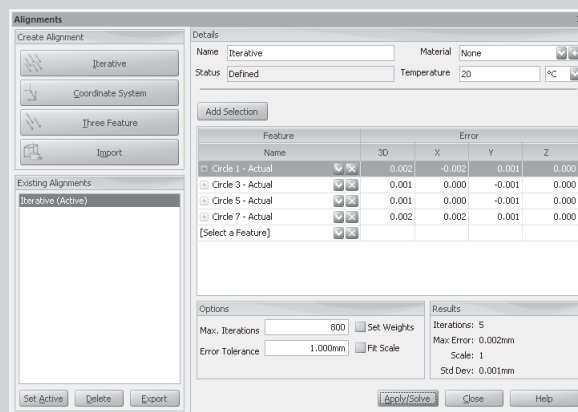 Alignments
Create Alignment
Iterative
Coordinate System
Three Feature
Import
Existing Alignments
Iterative (Active)
Set Active Delete Export
Details
Name Iterative Material None
Status Defined Temperature 20 °C
Add Selection
Feature Error
Name 3D X Y Z
Circle 1 - Actual 0.002 -0.002 0.001 0.000
Circle 3 - Actual 0.001 0.000 -0.001 0.000
Circle 5 - Actual 0.001 0.000 -0.001 0.000
Circle 7 - Actual 0.002 0.002 0.001 0.000
[Select a Feature]
Options
Max. Iterations 800 Set Weights
Error Tolerance 1.000mm Fit Scale
Results
Iterations: 5
Max Error: 0.002mm
Scale: 1
Std Dev: 0.001mm
Apply/Solve Close Help